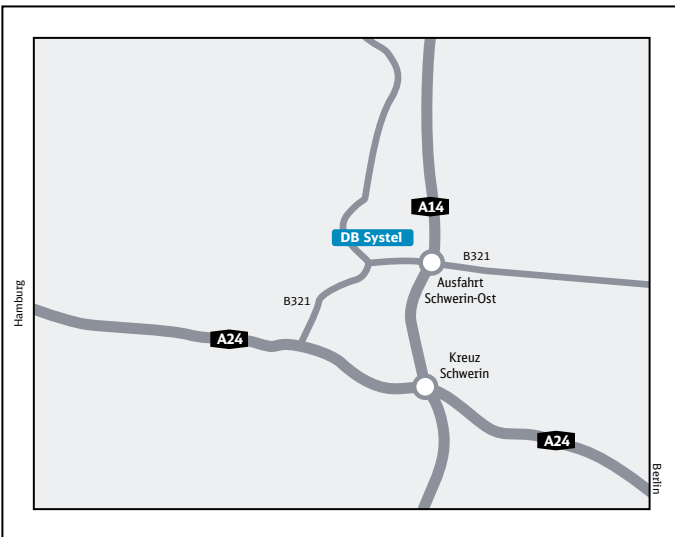 A14
DB Systel
B321
Ausfahrt
Schwerin-Ost
B321
Hamburg
A24
Kreuz
Schwerin
A24
Berlin